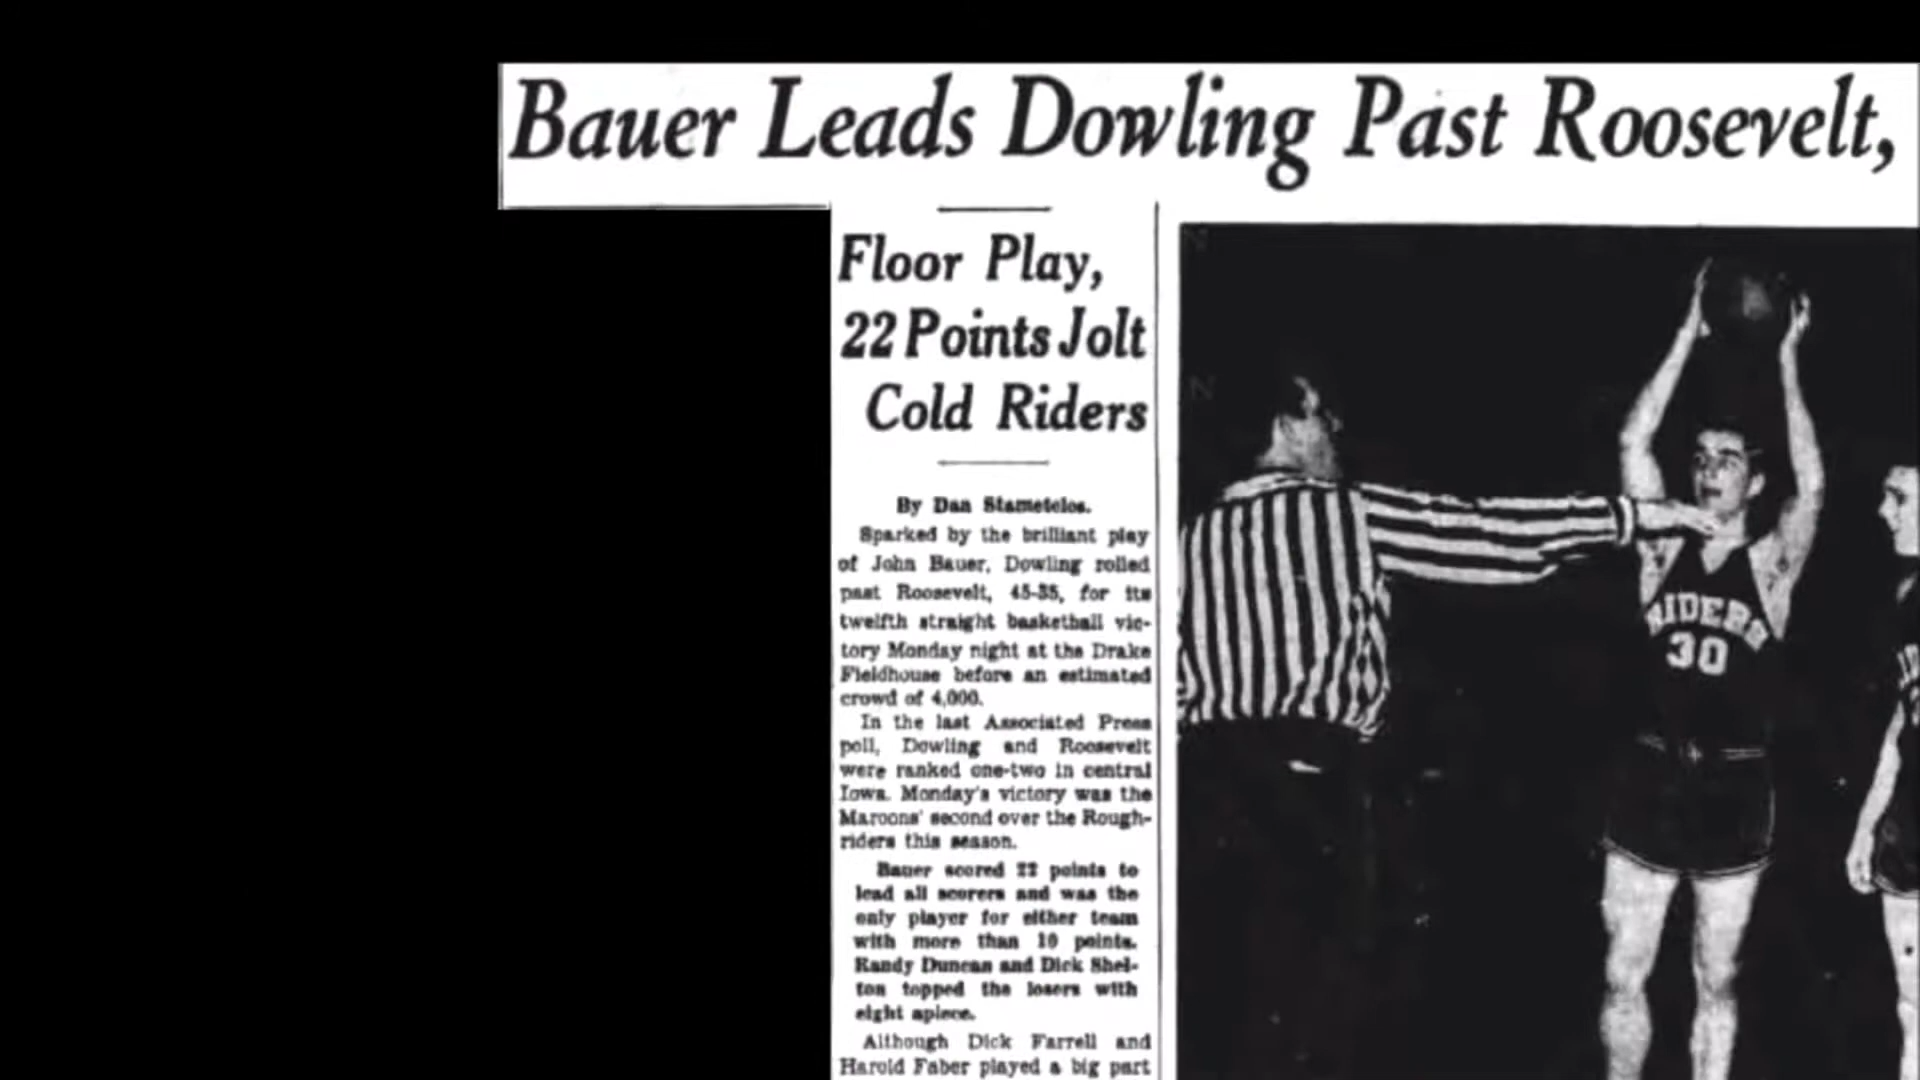 Bauer Leads Dowling Past Roosevelt,
Floor Play,
22 Points Jolt
Cold Riders
By Dan Stametelos.
Sparked by the brilliant play
of John Bauer, Dowling rolled
past Roosevelt, 45-35, for its
twelfth straight basketball vic-
tory Monday night at the Drake
Fieldhouse before an estimated
crowd of 4,000.
In the last Associated Press
poll, Dowling and Roosevelt
were ranked one-two in central
Iowa. Monday's victory was the
Maroons' second over the Rough-
riders this season.
Bauer scored 22 points to
lead all scorers and was the
only player for either team
with more than 10 points.
Randy Duncan and Dick Shel-
ton topped the losers with
eight apiece.
Although Dick Farrell and
Harold Faber played a big part
RIDERS
30